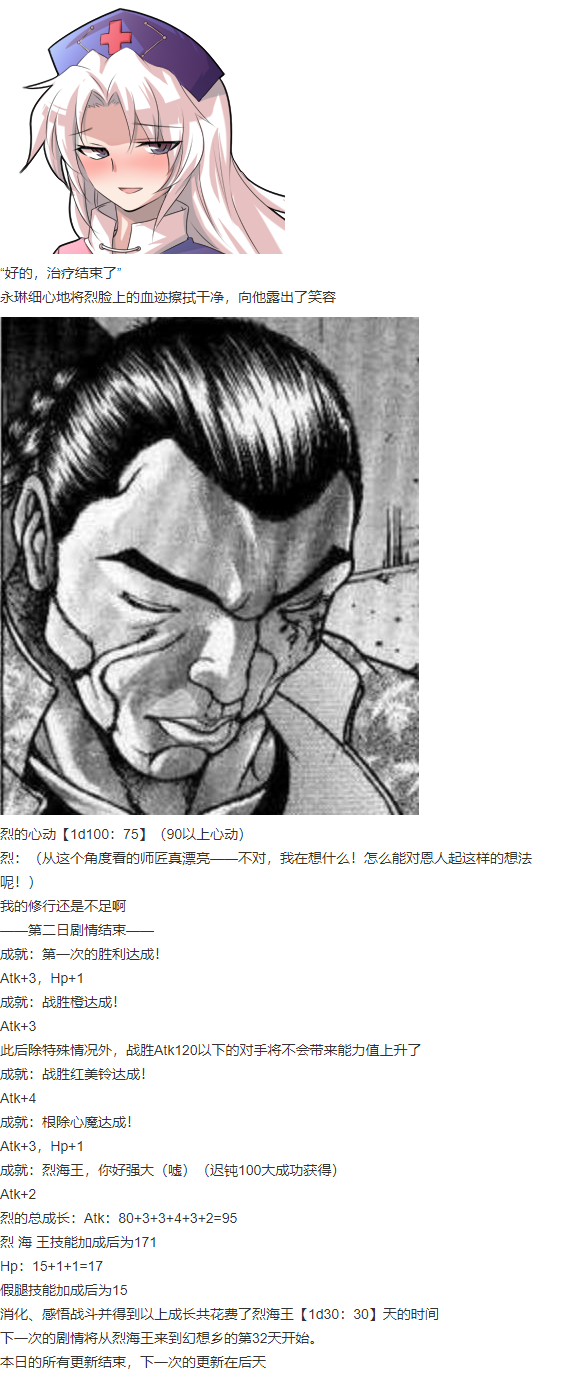 “好的，治疗结束了”
永琳细心地将烈脸上的血迹擦拭干净，向他露出了笑容
烈的心动【1d100：75】（90以上心动）
烈：（从这个角度看的师匠真漂亮——不对，我在想什么！怎么能对恩人起这样的想法
呢！）
我的修行还是不足啊
——第二日剧情结束——
成就：第一次的胜利达成！
Atk+3，Hp+1
成就：战胜橙达成！
Atk+3
此后除特殊情况外，战胜Atk120以下的对手将不会带来能力值上升了
成就：战胜红美铃达成！
Atk+4
成就：根除心魔达成！
Atk+3，Hp+1
成就：烈海王，你好强大（嘘）（迟钝100大成功获得）
Atk+2
烈的总成长：Atk：80+3+3+4+3+2=95
烈 海 王技能加成后为171
Hp：15+1+1=17
假腿技能加成后为15
消化、感悟战斗并得到以上成长共花费了烈海王【1d30：30】天的时间
下一次的剧情将从烈海王来到幻想乡的第32天开始。
本日的所有更新结束，下一次的更新在后天